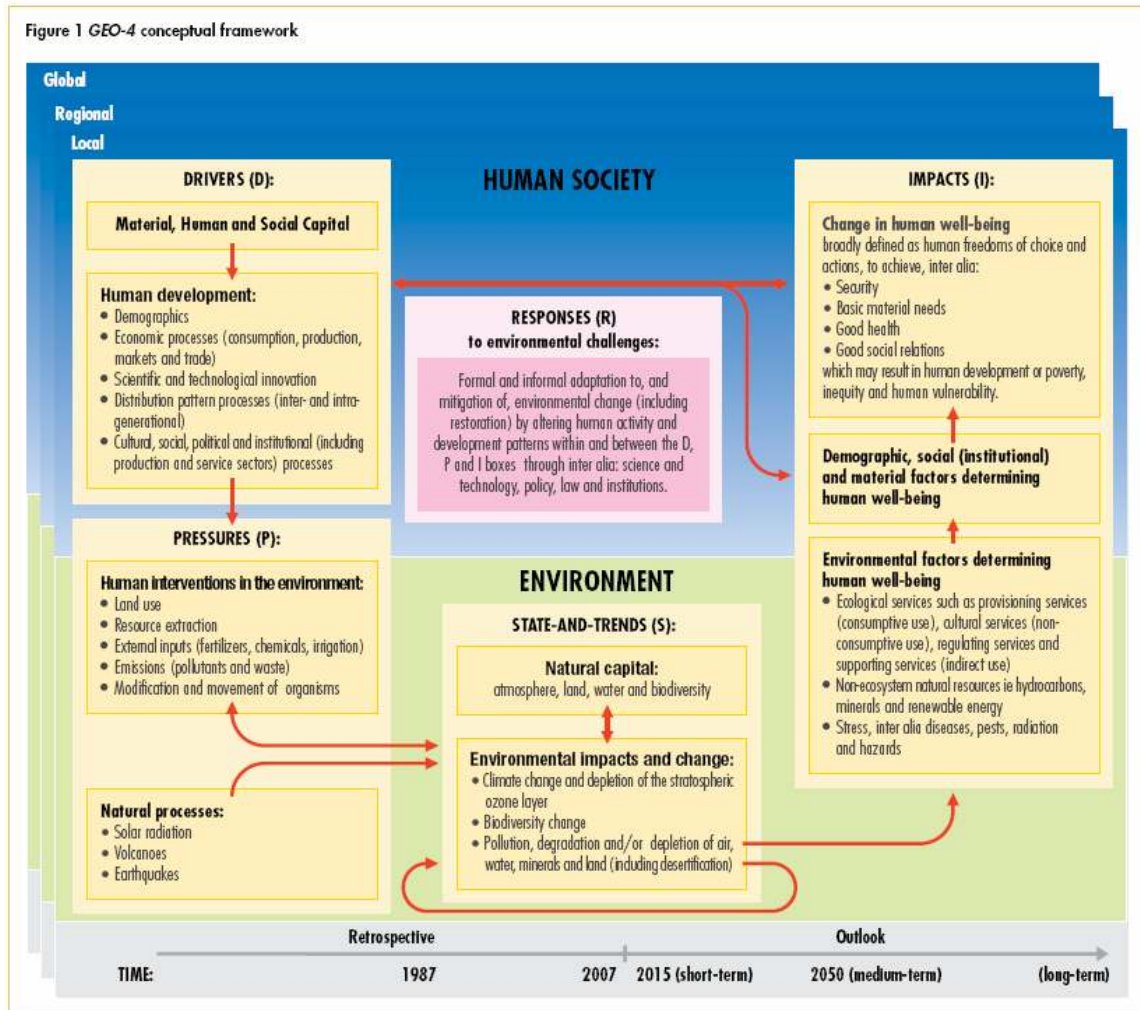 Figure 1 GEO-4 conceptual framework
Global
Regional
Local
HUMAN SOCIETY
DRIVERS (D):
Material, Human and Social Capital
Human development:
• Demographics
• Economic processes (consumption, production,
markets and trade)
• Scientific and technological innovation
• Distribution pattern processes (inter- and intra-
generational)
• Cultural, social, political and institutional (including
production and service sectors) processes
PRESSURES (P):
Human interventions in the environment:
• Land use
• Resource extraction
• External inputs (fertilizers, chemicals, irrigation)
• Emissions (pollutants and waste)
• Modification and movement of organisms
Natural processes:
• Solar radiation
• Volcanoes
• Earthquakes
RESPONSES (R)
to environmental challenges:
Formal and informal adaptation to, and
mitigation of, environmental change (including
restoration) by altering human activity and
development patterns within and between the D,
P and I boxes through inter alia: science and
technology, policy, law and institutions.
ENVIRONMENT
STATE-AND-TRENDS (S):
Natural capital:
atmosphere, land, water and biodiversity
Environmental impacts and change:
• Climate change and depletion of the stratospheric
ozone layer
• Biodiversity change
• Pollution, degradation and/or depletion of air,
water, minerals and land (including desertification)
IMPACTS (I):
Change in human well-being
broadly defined as human freedoms of choice and
actions, to achieve, inter alia:
• Security
• Basic material needs
• Good health
• Good social relations
which may result in human development or poverty,
inequity and human vulnerability.
Demographic, social (institutional)
and material factors determining
human well-being
Environmental factors determining
human well-being
• Ecological services such as provisioning services
(consumptive use), cultural services (non-
consumptive use), regulating services and
supporting services (indirect use)
• Non-ecosystem natural resources ie hydrocarbons,
minerals and renewable energy
• Stress, inter alia diseases, pests, radiation
and hazards
Retrospective
Outlook
TIME:
1987
2007
2015 (short-term)
2050 (medium-term)
(long-term)